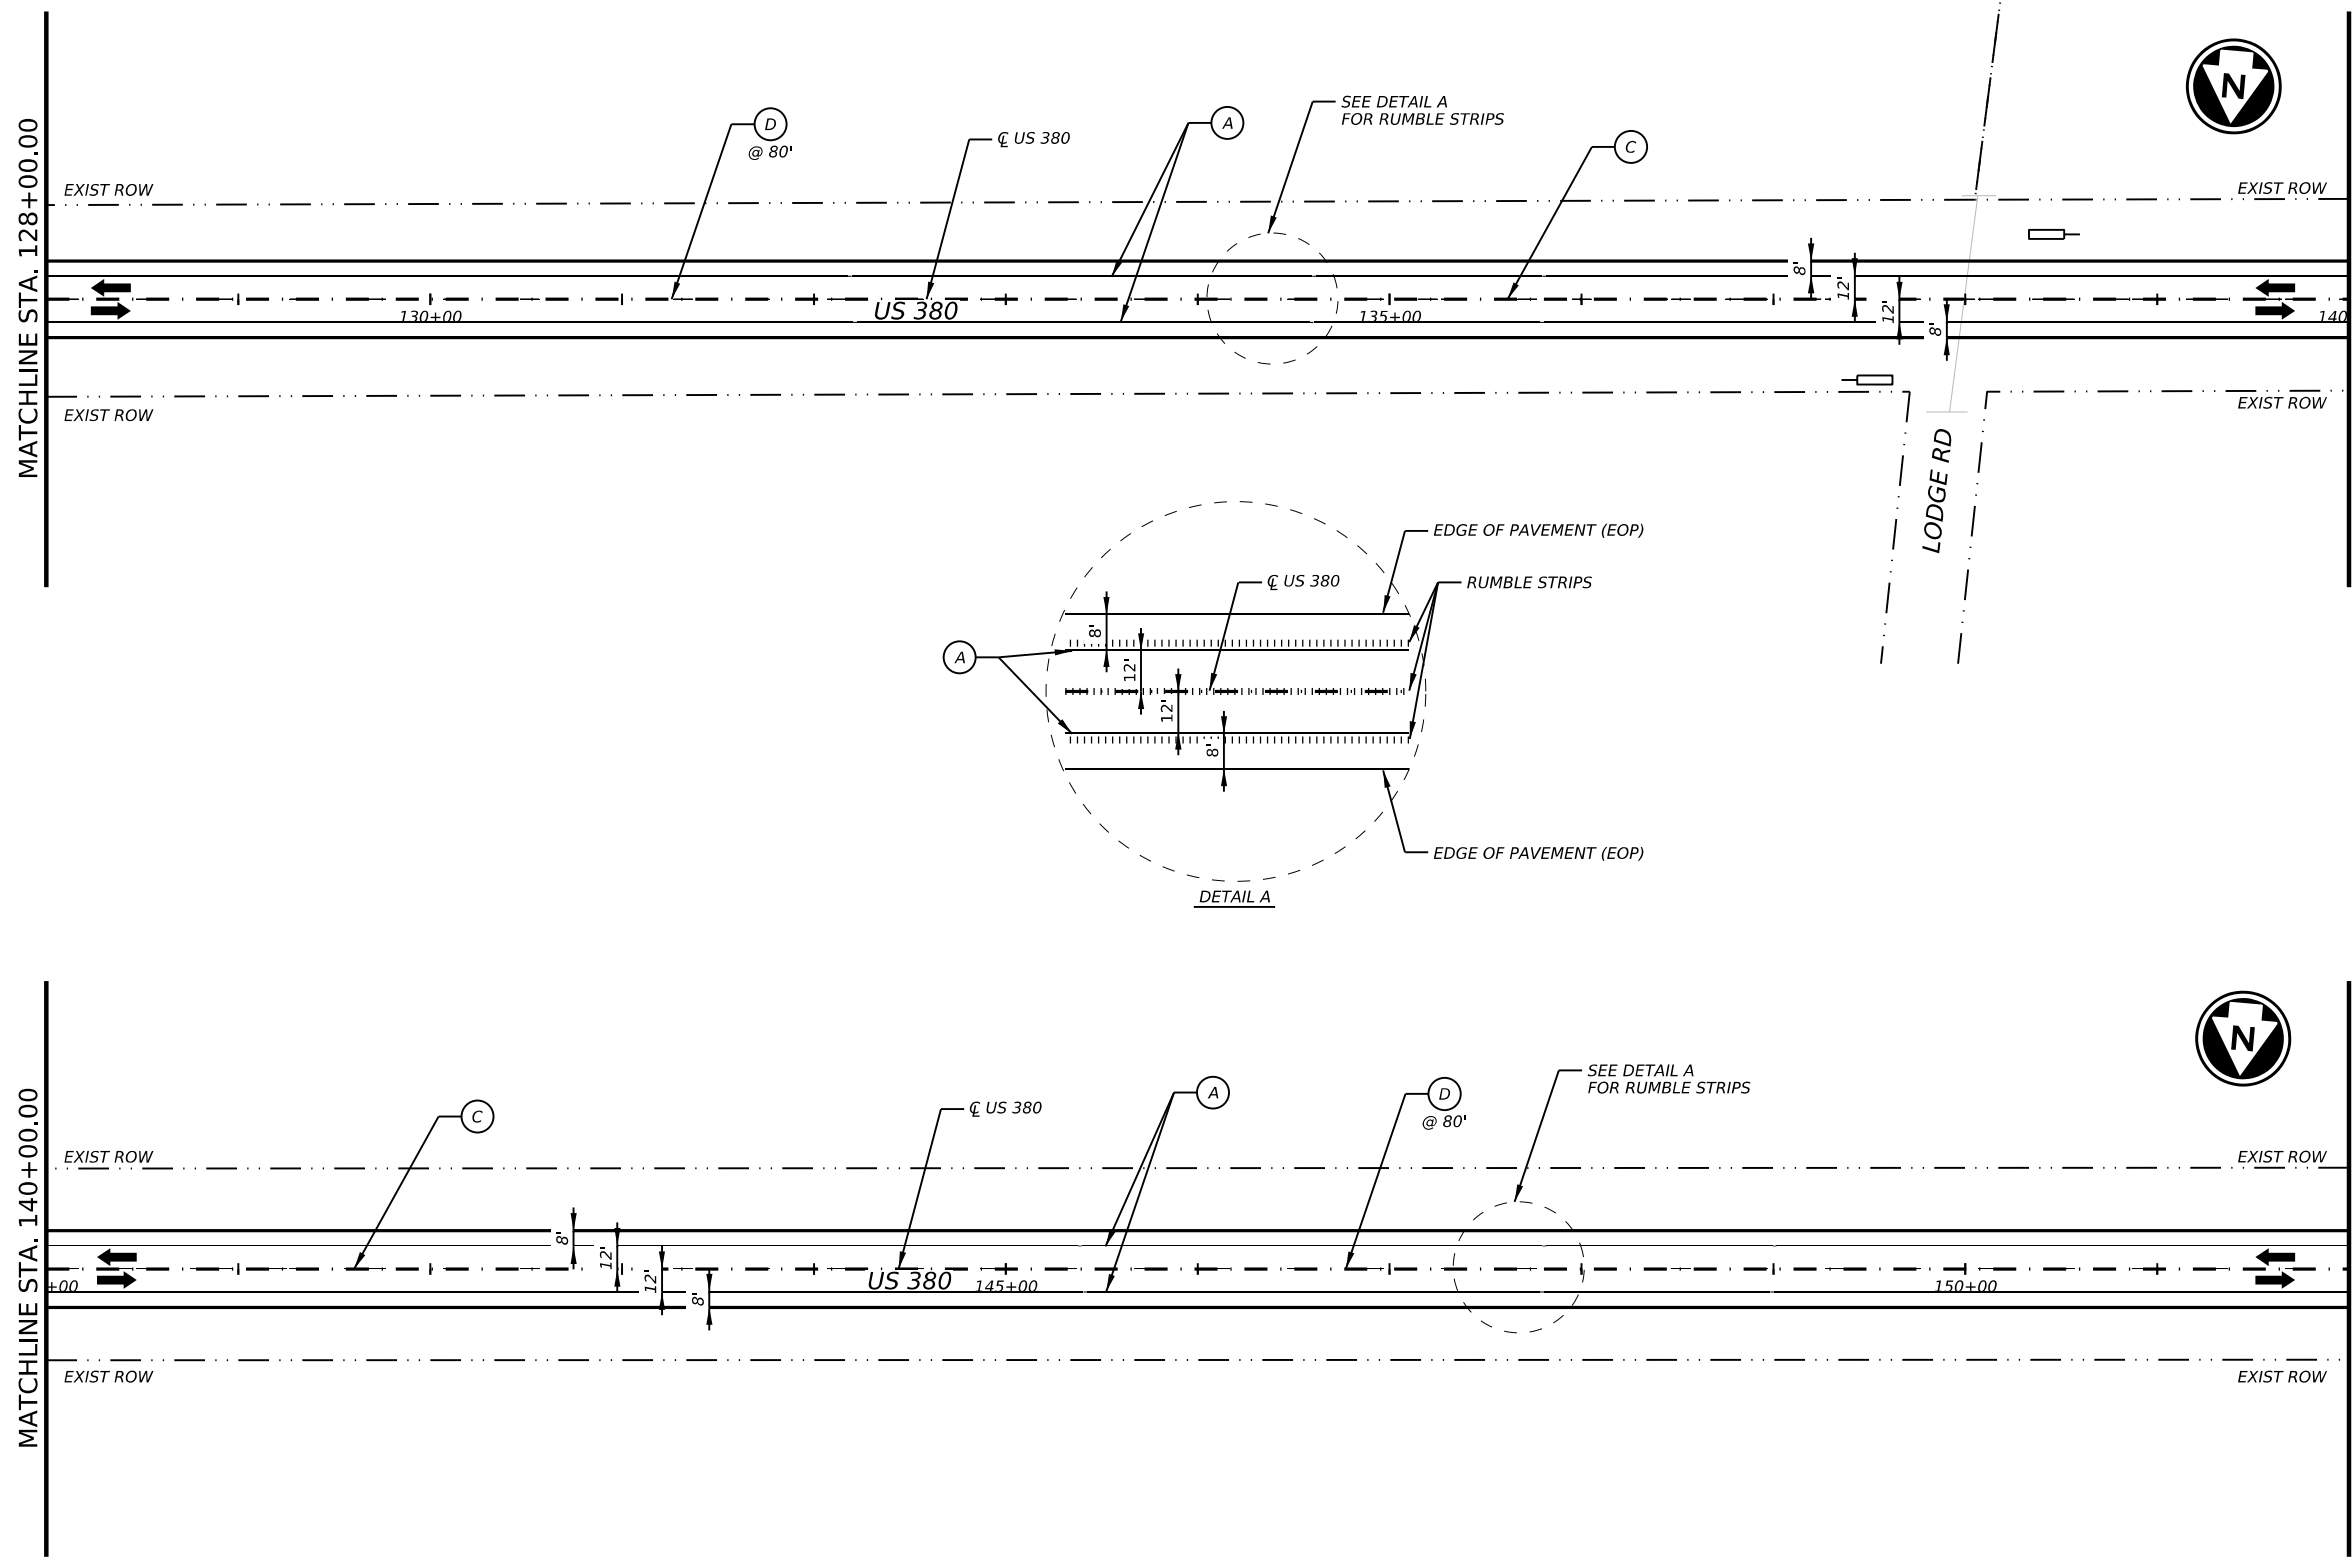 MATCHLINE STA. 128+00.00
D
@ 80'
℄ US 380
A
SEE DETAIL A
FOR RUMBLE STRIPS
C
N
EXIST ROW
EXIST ROW
8'
12'
12'
8'
130+00
US 380
135+00
140
EXIST ROW
EXIST ROW
LODGE RD
EDGE OF PAVEMENT (EOP)
℄ US 380
RUMBLE STRIPS
A
8'
12'
12'
8'
EDGE OF PAVEMENT (EOP)
DETAIL A
MATCHLINE STA. 140+00.00
C
℄ US 380
A
D
@ 80'
SEE DETAIL A
FOR RUMBLE STRIPS
N
EXIST ROW
EXIST ROW
8'
12'
12'
8'
+00
US 380
145+00
150+00
EXIST ROW
EXIST ROW